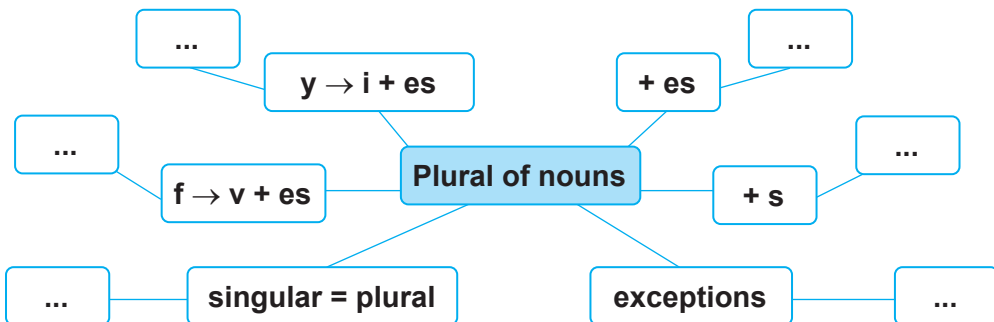 ...
...
y → i + es
+ es
...
...
Plural of nouns
f → v + es
+ s
...
singular = plural
exceptions
...